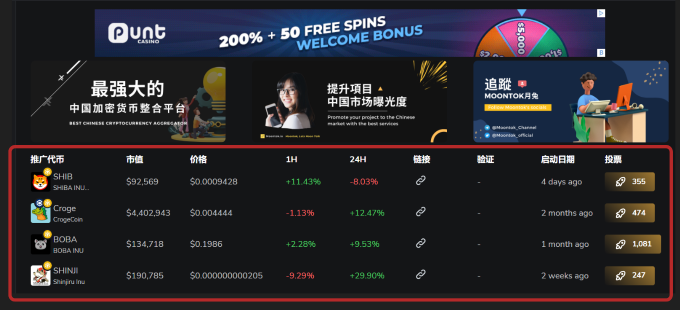 Punt
CASINO
200% + 50 FREE SPINS
WELCOME BONUS
$5,000
最强大的
中国加密货币整合平台
BEST CHINESE CRYPTOCURRENCY AGGREGATOR
提升項目
中国市场曝光度
Promote your project to the Chinese
market with the best services
追蹤
MOONTOK月兔
Follow Moontok's social
@Moontok_Channel
@Moontok_official
推广代币 市值 价格 1H 24H 链接 验证 启动日期 投票
SHIB
SHIBA INU.. $92,569 $0.0009428 +11.43% -8.03% - 4 days ago 355
Croge
CrogeCoin $4,402,943 $0.004444 -1.13% +12.47% - 2 months ago 474
BOBA
BOBA INU $134,718 $0.1986 +2.28% +9.53% - 1 month ago 1,081
SHINJI
Shinjiru Inu $190,785 $0.000000000205 -9.29% +29.90% - 2 weeks ago 247